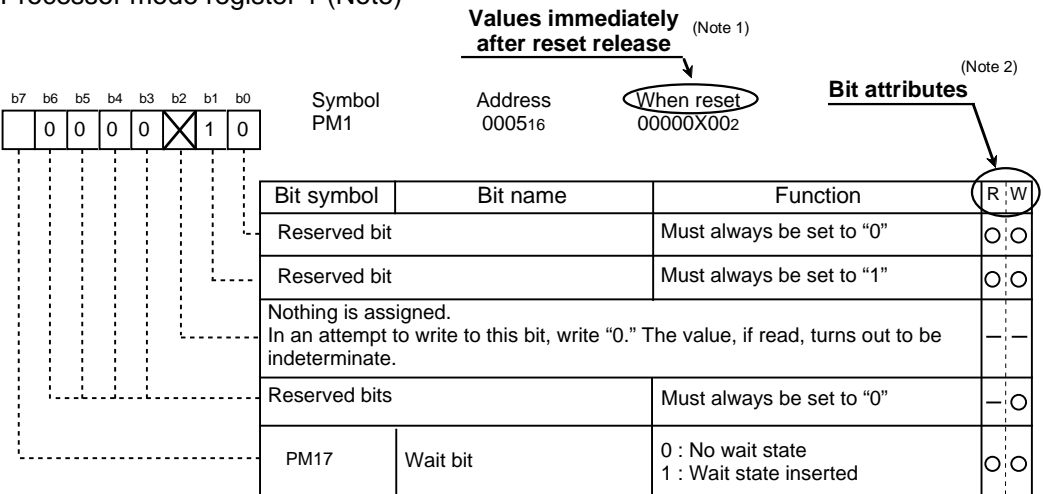 Processor mode register 1 (Note)
Values immediately
after reset release
(Note 1)
(Note 2)
Bit attributes
b7 b6 b5 b4 b3 b2 b1 b0
0 0 0 0 1 0
Symbol Address When reset
PM1 000516 00000X002
Bit symbol Bit name Function R W
Reserved bit Must always be set to “0”
Reserved bit Must always be set to “1”
Nothing is assigned.
In an attempt to write to this bit, write “0.” The value, if read, turns out to be
indeterminate.
Reserved bits Must always be set to “0”
PM17 Wait bit 0 : No wait state
1 : Wait state inserted